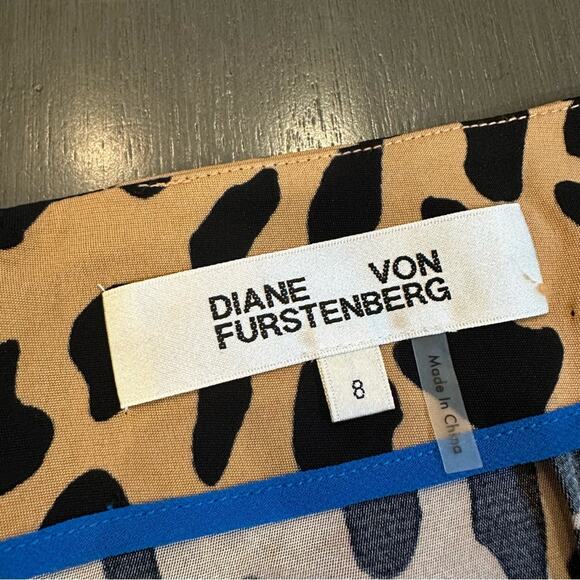 DIANE VON
FURSTENBERG
8
Made In China